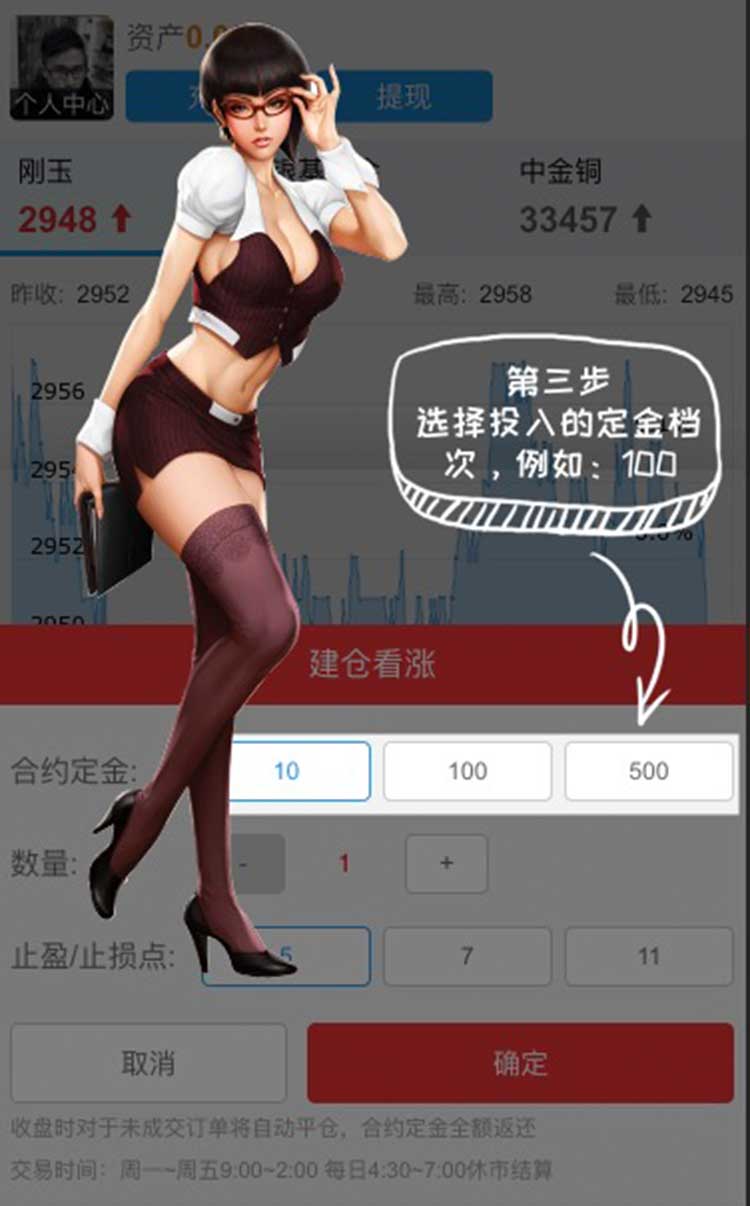 资产0.0
个人中心
提现
刚玉
中金铜
2948
33457
昨收: 2952
最高: 2958
最低: 2945
2956
第三步
选择投入的定金档
次，例如：100
2952
建仓看涨
合约定金:
10
100
500
数量:
-
1
+
止盈/止损点:
5
7
11
取消
确定
收盘时对于未成交订单将自动平仓，合约定金全额返还
交易时间：周一~周五9:00~2:00 每日4:30~7:00休市结算